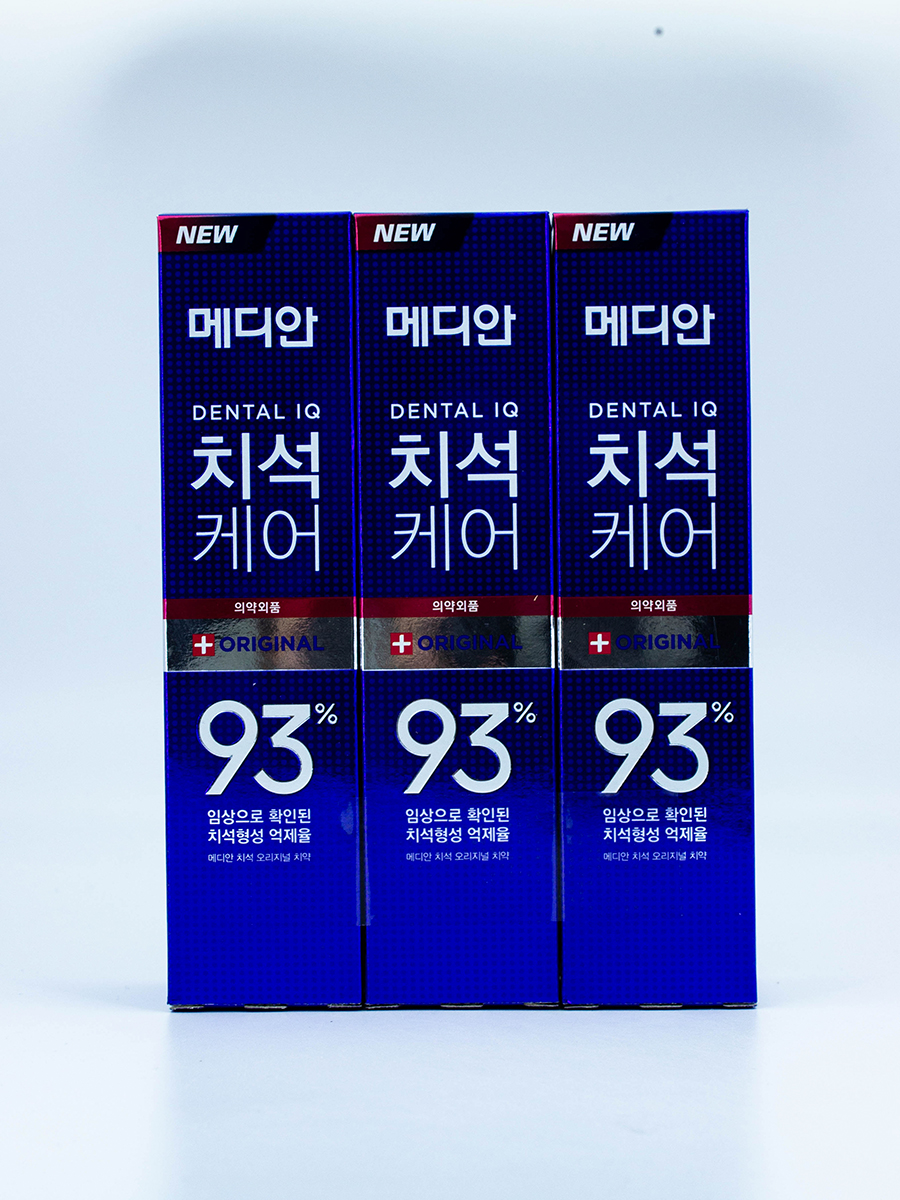 NEW
메디안
DENTAL IQ
치석
케어
의약외품
ORIGINAL
93%
임상으로 확인된
치석형성 억제율
메디안 치석 오리지널 치약
NEW
메디안
DENTAL IQ
치석
케어
의약외품
ORIGINAL
93%
임상으로 확인된
치석형성 억제율
메디안 치석 오리지널 치약
NEW
메디안
DENTAL IQ
치석
케어
의약외품
ORIGINAL
93%
임상으로 확인된
치석형성 억제율
메디안 치석 오리지널 치약